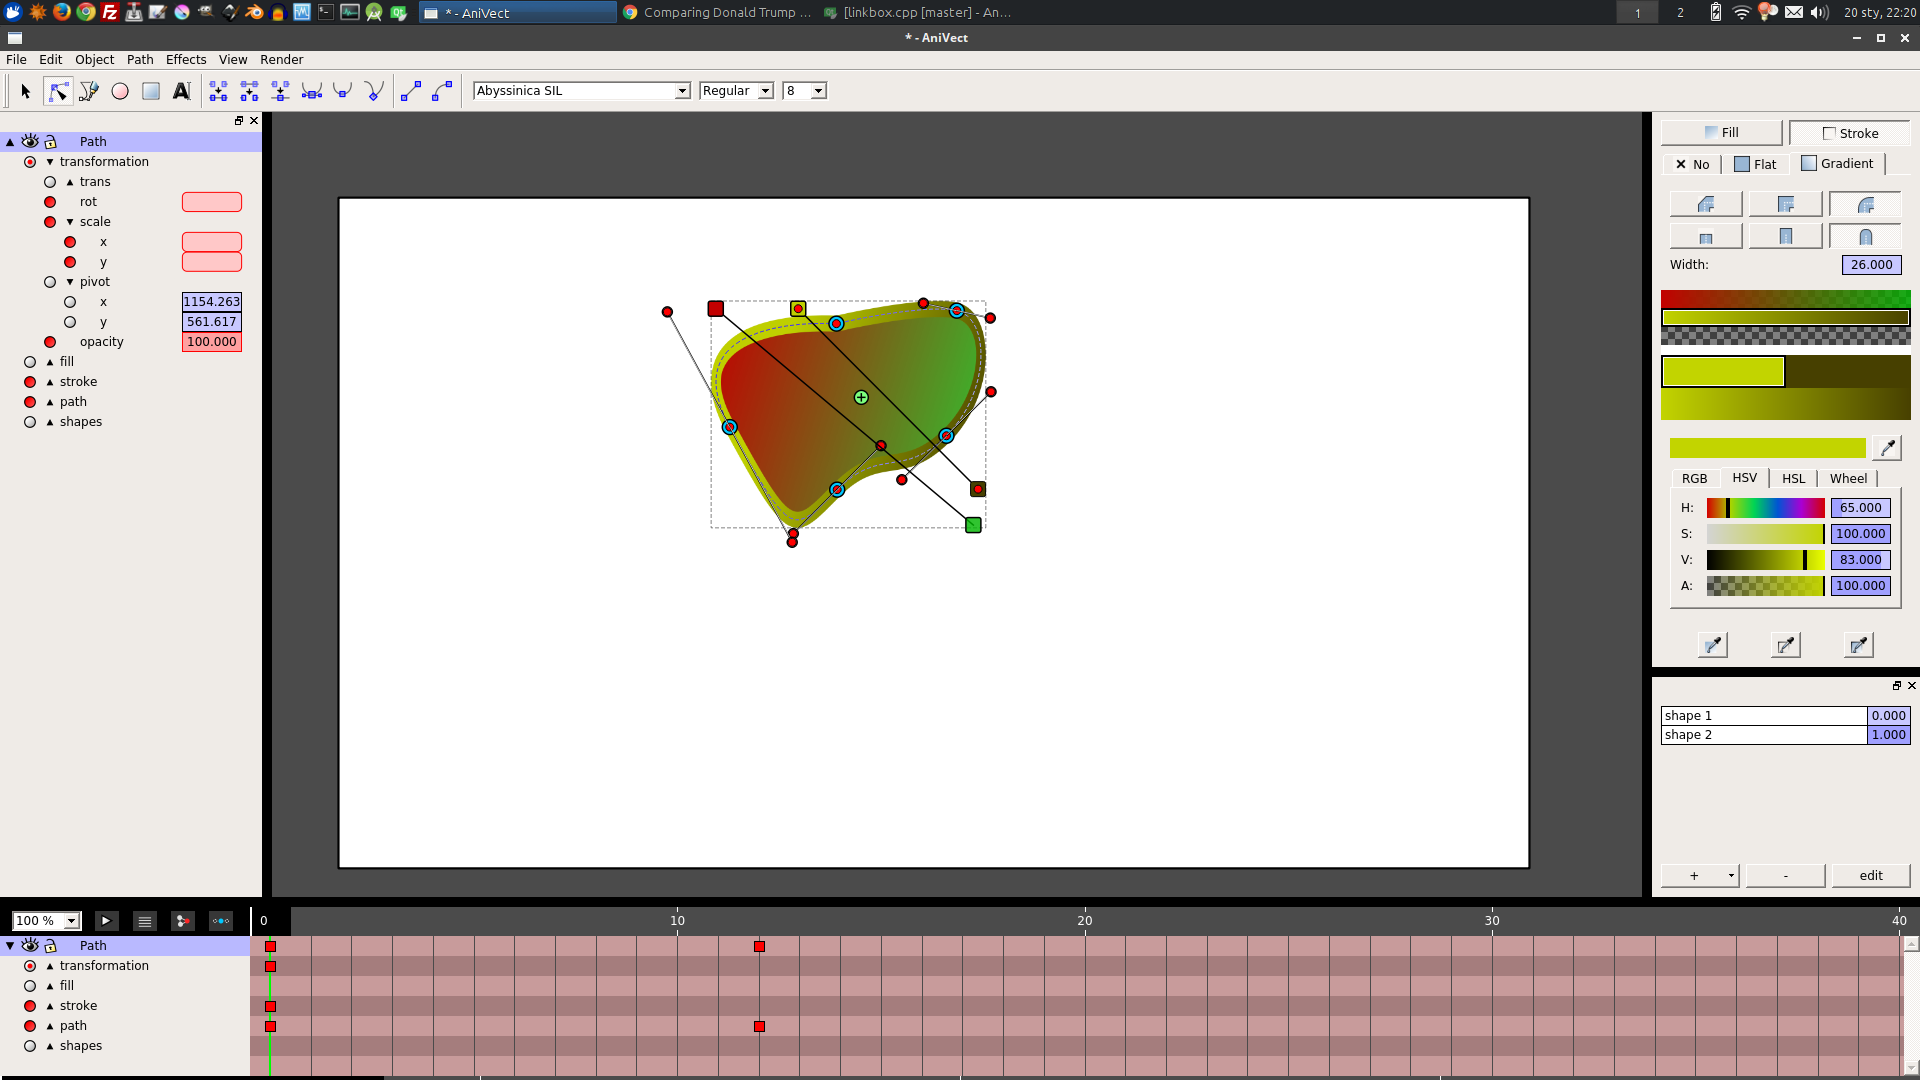 * - AniVect
Comparing Donald Trump ...
[linkbox.cpp [master] - An...
1
2
20 sty, 22:20
* - AniVect
File Edit Object Path Effects View Render
Abyssinica SIL Regular 8
Path
transformation
trans
rot
scale
x
y
pivot
x 1154.263
y 561.617
opacity 100.000
fill
stroke
path
shapes
Fill Stroke
No Flat Gradient
Width: 26.000
RGB HSV HSL Wheel
H: 65.000
S: 100.000
V: 83.000
A: 100.000
shape 1 0.000
shape 2 1.000
+ - edit
100 % 0 10 20 30 40
Path
transformation
fill
stroke
path
shapes